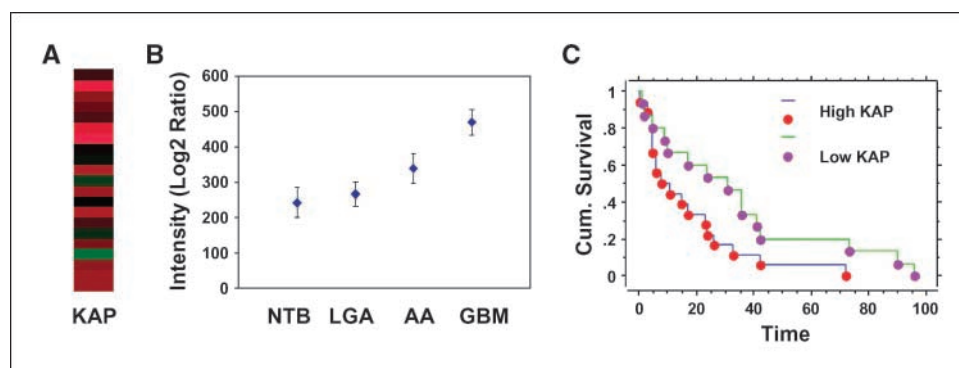 A
KAP
B
Intensity (Log2 Ratio)
600
500
400
300
200
100
0
NTB LGA AA GBM
C
Cum. Survival
1
.8
.6
.4
.2
0
High KAP
Low KAP
0 20 40 60 80 100
Time